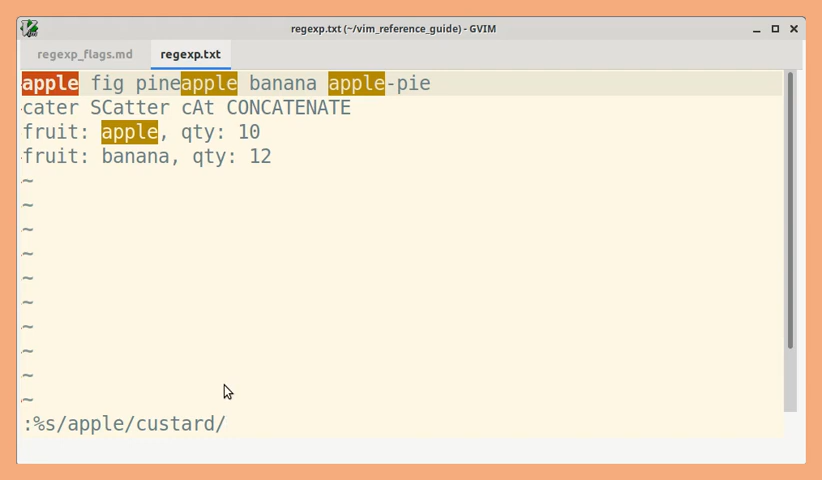 regexp.txt (~/vim_reference_guide) - GVIM
regexp_flags.md regexp.txt
apple fig pineapple banana apple-pie
cater SCatter cAt CONCATENATE
fruit: apple, qty: 10
fruit: banana, qty: 12
~
~
~
~
~
~
~
~
~
~
:%s/apple/custard/